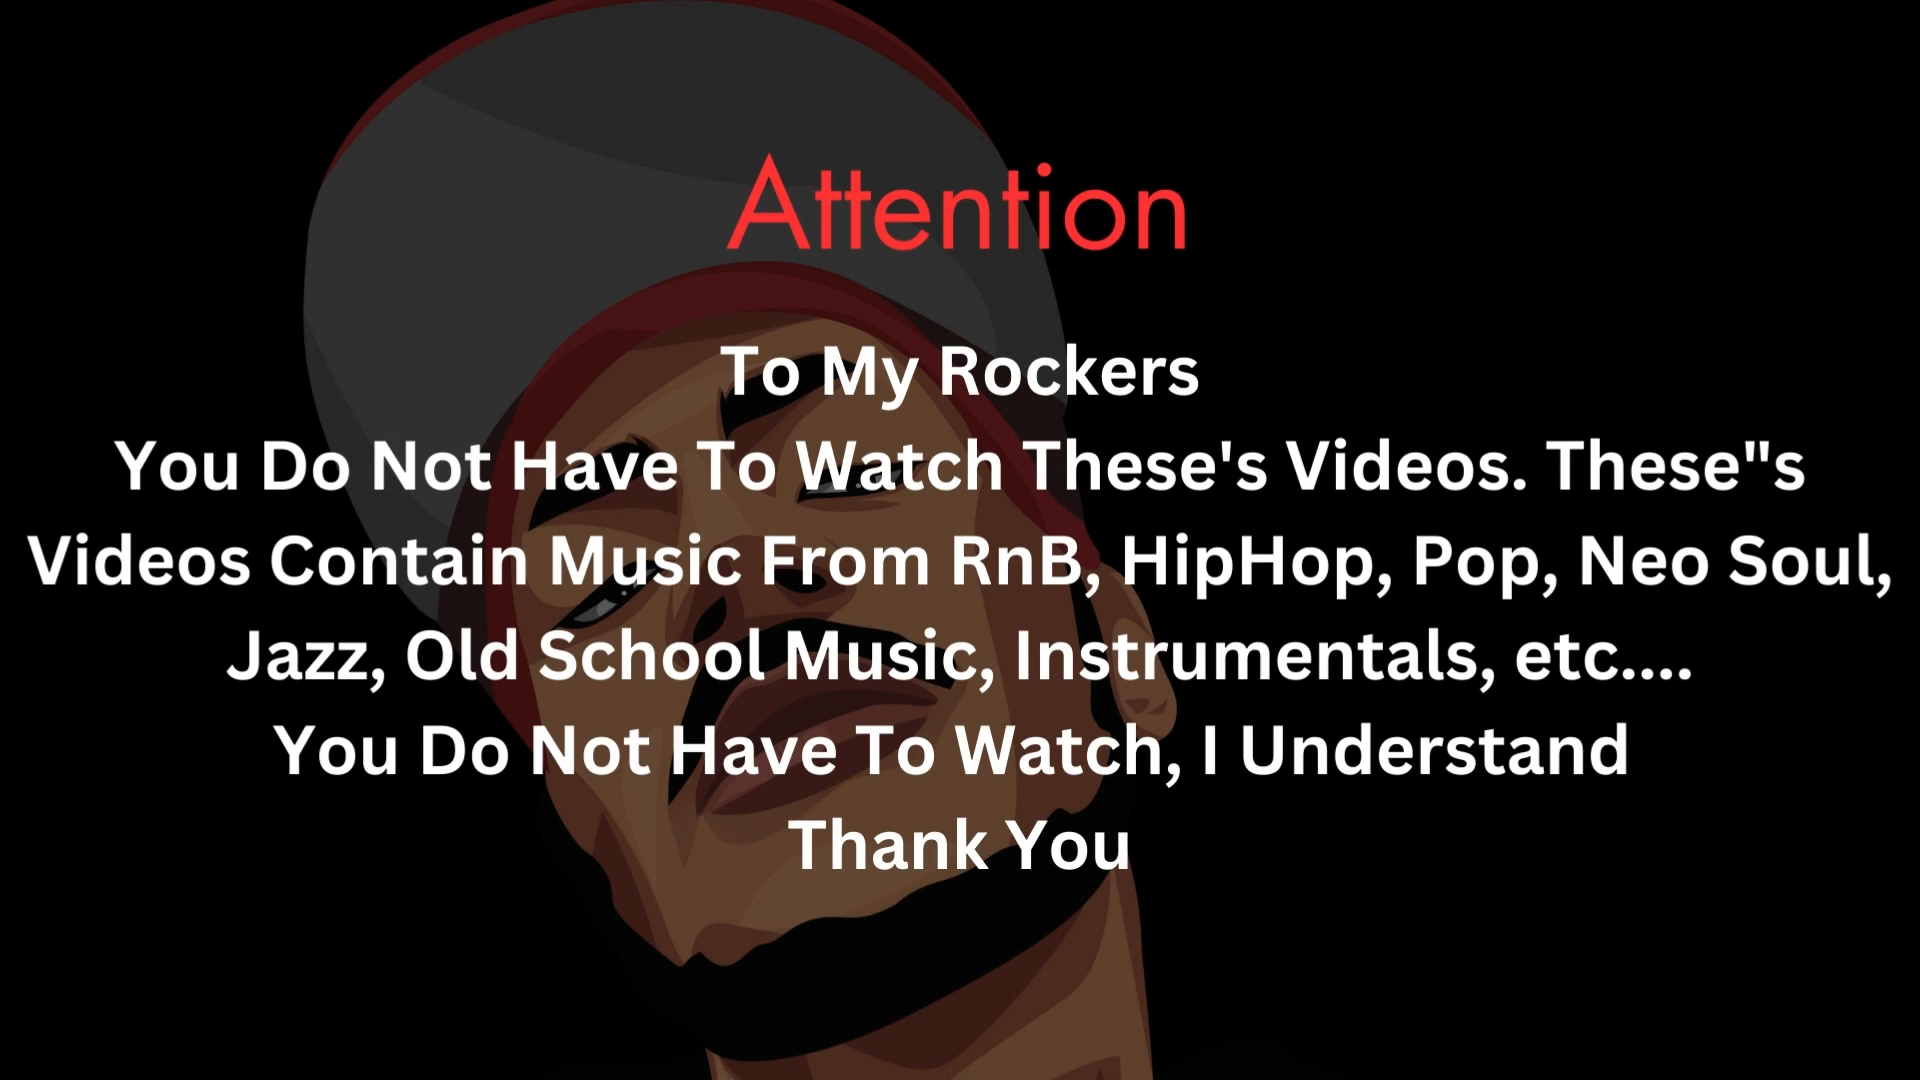 Attention
To My Rockers
You Do Not Have To Watch These's Videos. These"s
Videos Contain Music From RnB, HipHop, Pop, Neo Soul,
Jazz, Old School Music, Instrumentals, etc....
You Do Not Have To Watch, I Understand
Thank You